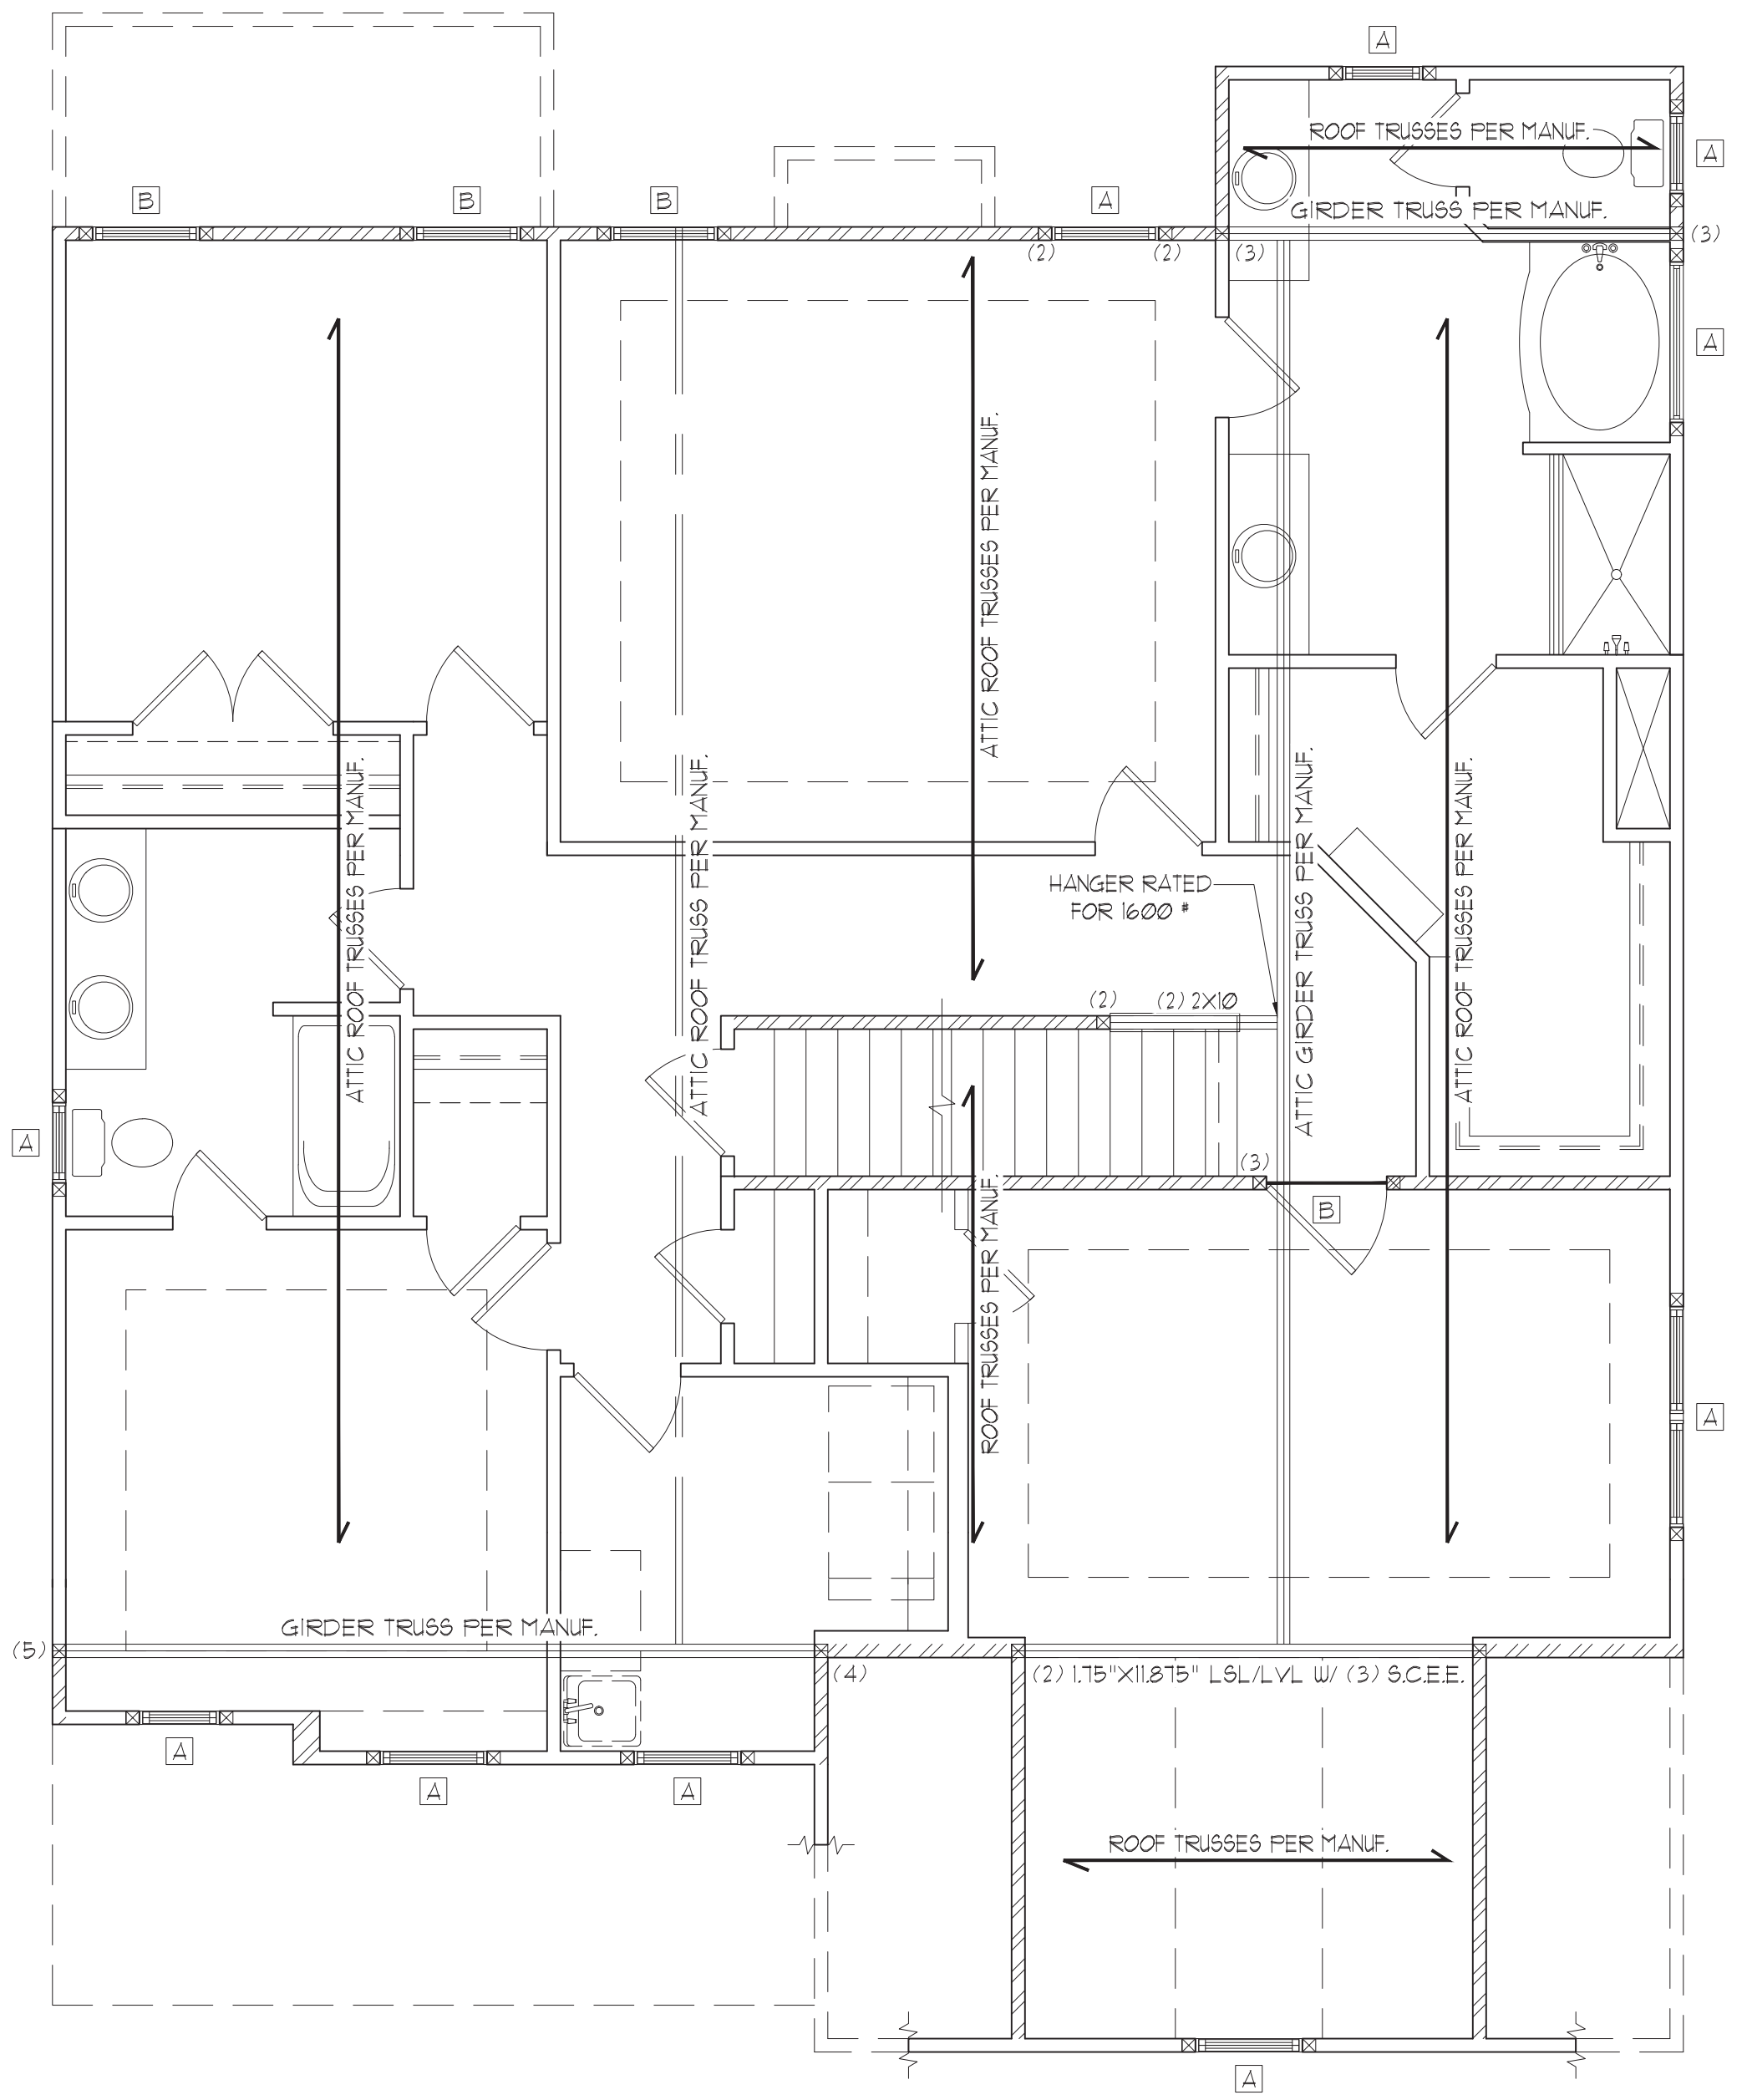 A
ROOF TRUSSES PER MANUF.
A
B
B
B
A
GIRDER TRUSS PER MANUF.
(2)
(2)
(3)
(3)
A
ATTIC ROOF TRUSSES PER MANUF.
ATTIC ROOF TRUSSES PER MANUF.
ATTIC ROOF TRUSS PER MANUF.
ATTIC GIRDER TRUSS PER MANUF.
ATTIC ROOF TRUSSES PER MANUF.
HANGER RATED
FOR 1600 #
(2)
(2) 2X10
A
(3)
B
ROOF TRUSSES PER MANUF.
A
GIRDER TRUSS PER MANUF.
(5)
(4)
(2) 1.75"X11.875" LSL/LVL W/ (3) S.C.E.E.
A
A
A
ROOF TRUSSES PER MANUF.
A